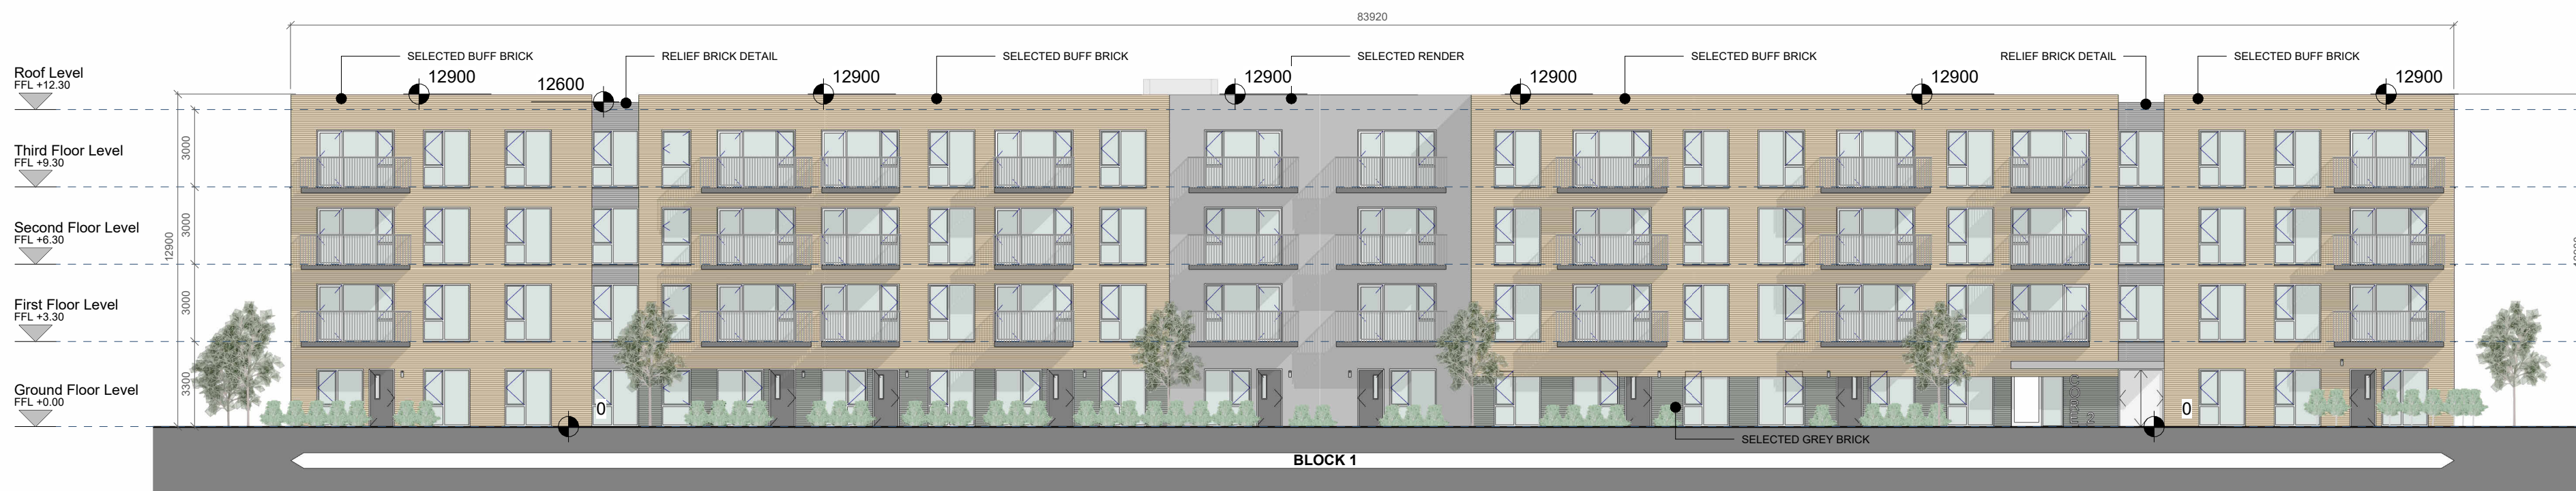 83920
SELECTED BUFF BRICK
RELIEF BRICK DETAIL
SELECTED BUFF BRICK
SELECTED RENDER
SELECTED BUFF BRICK
RELIEF BRICK DETAIL
SELECTED BUFF BRICK
Roof Level
FFL +12.30
12900
12600
12900
12900
12900
12900
12900
Third Floor Level
FFL +9.30
3000
Second Floor Level
FFL +6.30
3000
12900
First Floor Level
FFL +3.30
3000
Ground Floor Level
FFL +0.00
3300
0
0
SELECTED GREY BRICK
BLOCK 1